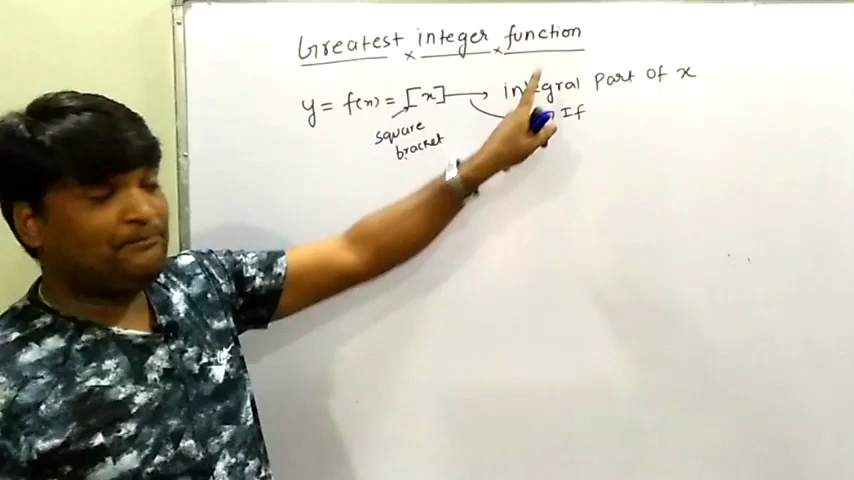 Greatest integer function
y = f(x) = [x] → integral part of x
square
bracket
If